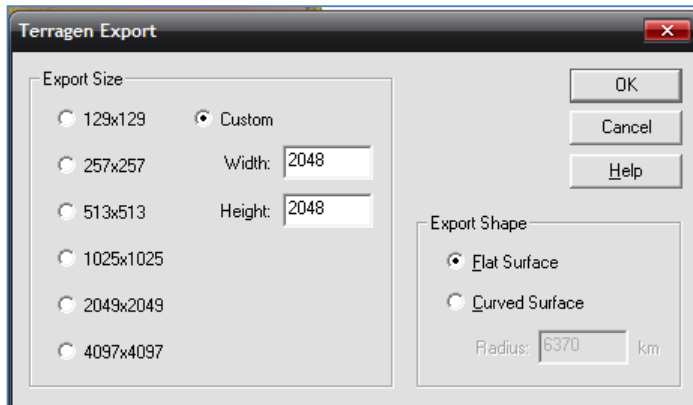 Terragen Export
Export Size
129x129
Custom
257x257
Width: 2048
513x513
Height: 2048
1025x1025
2049x2049
4097x4097
OK
Cancel
Help
Export Shape
Flat Surface
Curved Surface
Radius: 6370 km